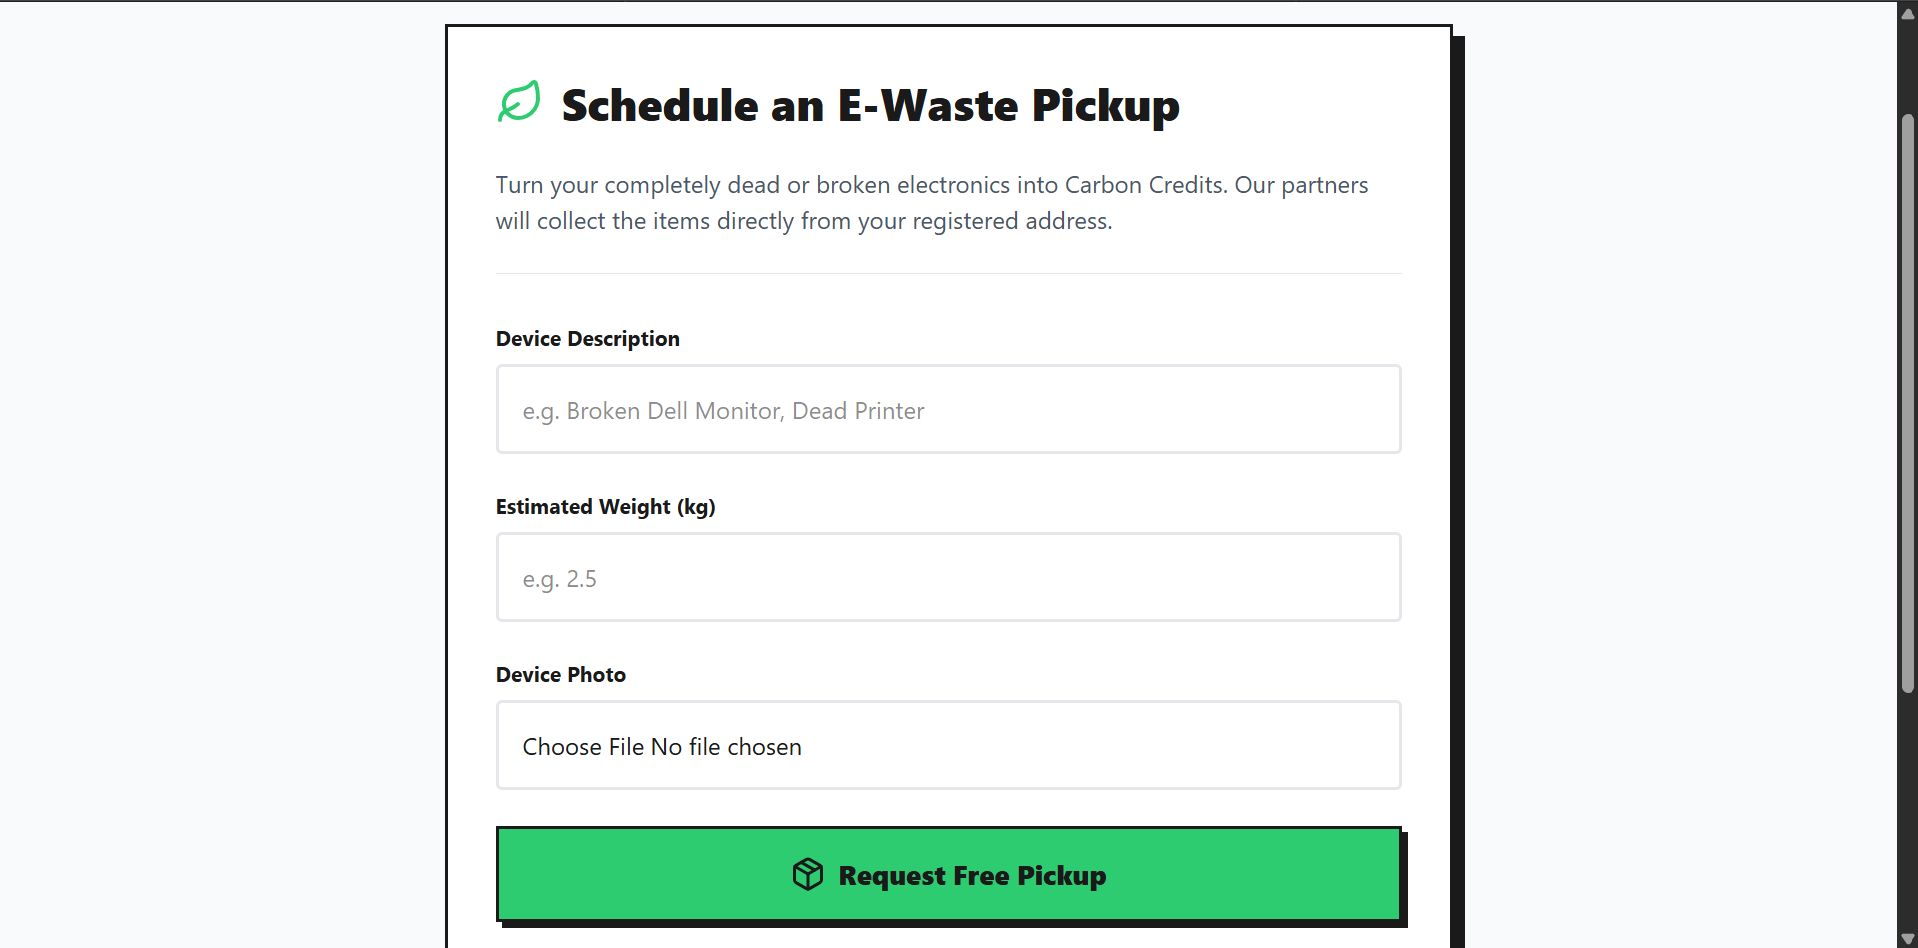 Schedule an E-Waste Pickup
Turn your completely dead or broken electronics into Carbon Credits. Our partners
will collect the items directly from your registered address.
Device Description
e.g. Broken Dell Monitor, Dead Printer
Estimated Weight (kg)
e.g. 2.5
Device Photo
Choose File No file chosen
Request Free Pickup